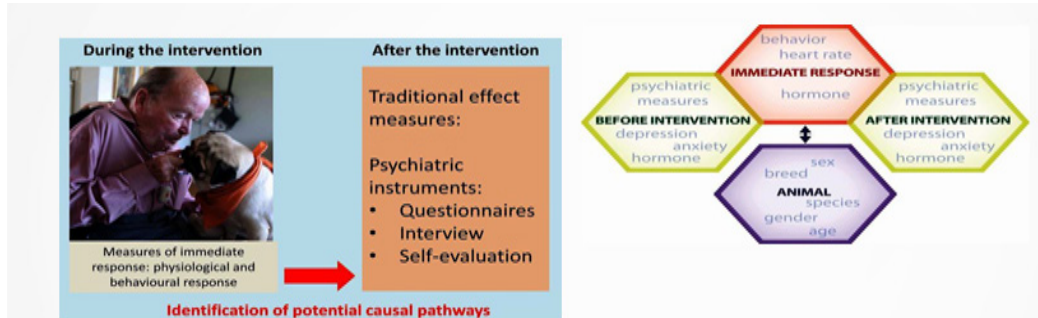 During the intervention
Measures of immediate
response: physiological and
behavioural response
After the intervention
Traditional effect
measures:
Psychiatric
instruments:
• Questionnaires
• Interview
• Self-evaluation
Identification of potential causal pathways
behavior
heart rate
IMMEDIATE RESPONSE
hormone
psychiatric
measures
BEFORE INTERVENTION
depression
anxiety
hormone
psychiatric
measures
AFTER INTERVENTION
depression
anxiety
hormone
sex
breed
ANIMAL
species
gender
age